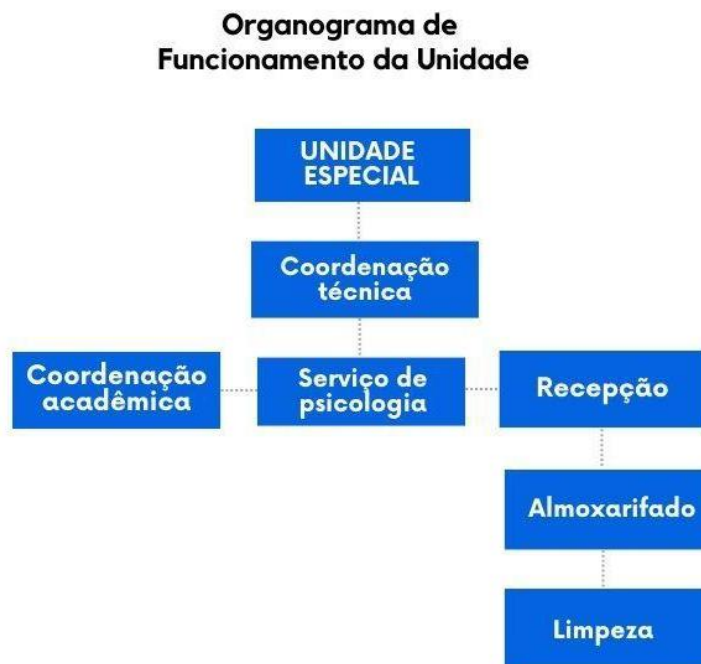 Organograma de
Funcionamento da Unidade
UNIDADE
ESPECIAL
Coordenação
técnica
Coordenação
acadêmica
Serviço de
psicologia
Recepção
Almoxarifado
Limpeza